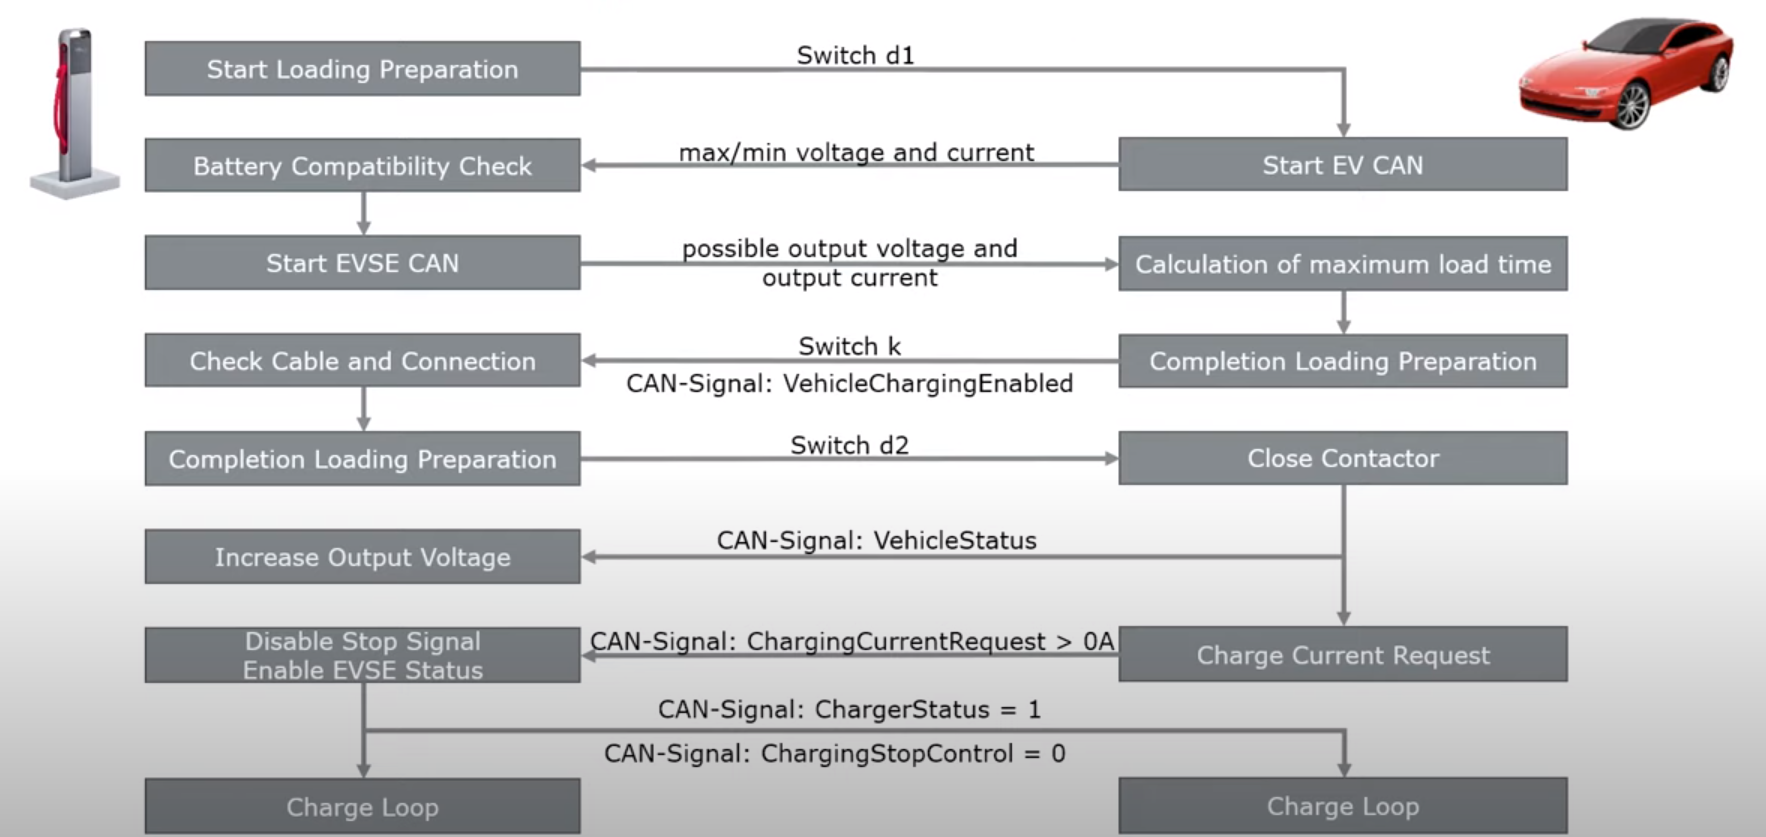 Switch d1
Start Loading Preparation
max/min voltage and current
Battery Compatibility Check
Start EV CAN
possible output voltage and
output current
Start EVSE CAN
Calculation of maximum load time
Switch k
Check Cable and Connection
Completion Loading Preparation
CAN-Signal: VehicleChargingEnabled
Switch d2
Completion Loading Preparation
Close Contactor
CAN-Signal: VehicleStatus
Increase Output Voltage
Disable Stop Signal
Enable EVSE Status
CAN-Signal: ChargingCurrentRequest > 0A
Charge Current Request
CAN-Signal: ChargerStatus = 1
CAN-Signal: ChargingStopControl = 0
Charge Loop
Charge Loop